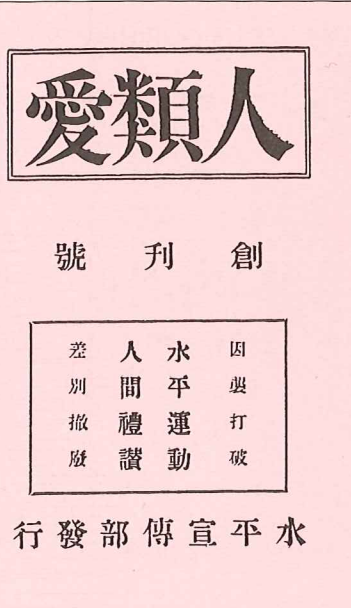 人類愛
創刊號
因襲打破
水平運動
人間禮讃
差別撤廢
水平宣傳部發行